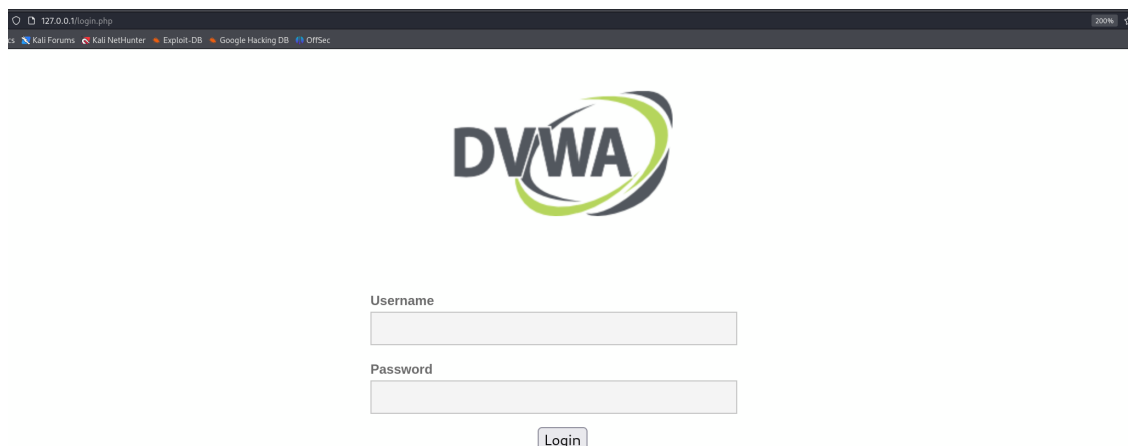 127.0.0.1/login.php 200%
cs Kali Forums Kali NetHunter Exploit-DB Google Hacking DB OffSec
DVWA
Username
Password
Login